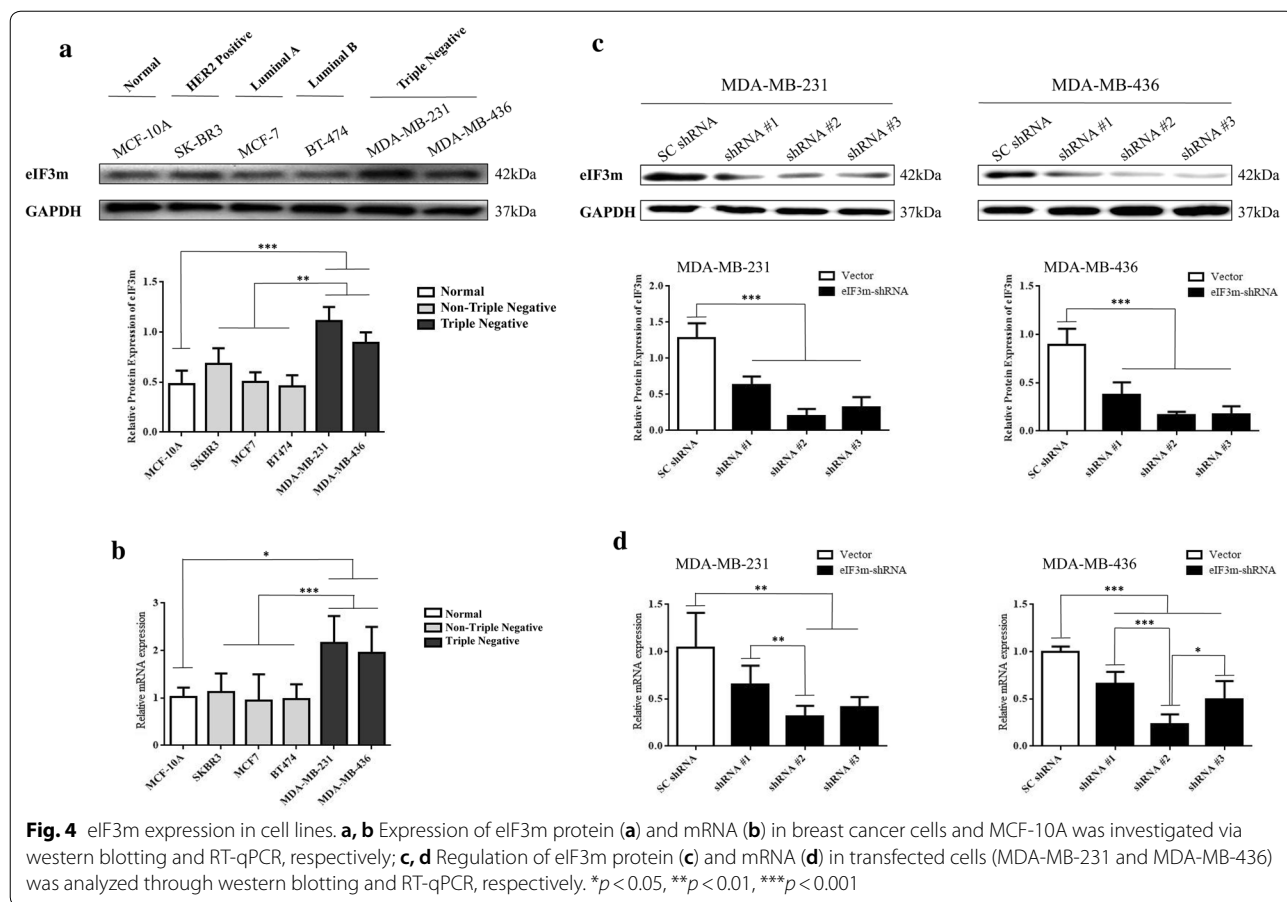 a
Normal
HER2 Positive
Luminal A
Luminal B
Triple Negative
MCF-10A
SK-BR3
MCF-7
BT-474
MDA-MB-231
MDA-MB-436
eIF3m
42kDa
GAPDH
37kDa
Relative Protein Expression of eIF3m
1.5
1.0
0.5
0.0
***
**
Normal
Non-Triple Negative
Triple Negative
MCF-10A
SKBR3
MCF7
BT474
MDA-MB-231
MDA-MB-436
b
Relative mRNA expression
3
2
1
0
*
***
Normal
Non-Triple Negative
Triple Negative
MCF-10A
SKBR3
MCF7
BT474
MDA-MB-231
MDA-MB-436
c
MDA-MB-231
SC shRNA
shRNA #1
shRNA #2
shRNA #3
eIF3m
42kDa
GAPDH
37kDa
MDA-MB-436
SC shRNA
shRNA #1
shRNA #2
shRNA #3
42kDa
37kDa
MDA-MB-231
Vector
eIF3m-shRNA
Relative Protein Expression of eIF3m
2.0
1.5
1.0
0.5
0.0
***
SC shRNA
shRNA #1
shRNA #2
shRNA #3
MDA-MB-436
Vector
eIF3m-shRNA
Relative Protein Expression of eIF3m
1.5
1.0
0.5
0.0
***
SC shRNA
shRNA #1
shRNA #2
shRNA #3
d
MDA-MB-231
Vector
eIF3m-shRNA
Relative mRNA expression
1.5
1.0
0.5
0.0
**
**
SC shRNA
shRNA #1
shRNA #2
shRNA #3
MDA-MB-436
Vector
eIF3m-shRNA
Relative mRNA expression
1.5
1.0
0.5
0.0
***
***
*
SC shRNA
shRNA #1
shRNA #2
shRNA #3
Fig. 4 eIF3m expression in cell lines. a, b Expression of eIF3m protein (a) and mRNA (b) in breast cancer cells and MCF-10A was investigated via
western blotting and RT-qPCR, respectively; c, d Regulation of eIF3m protein (c) and mRNA (d) in transfected cells (MDA-MB-231 and MDA-MB-436)
was analyzed through western blotting and RT-qPCR, respectively. *p < 0.05, **p < 0.01, ***p < 0.001